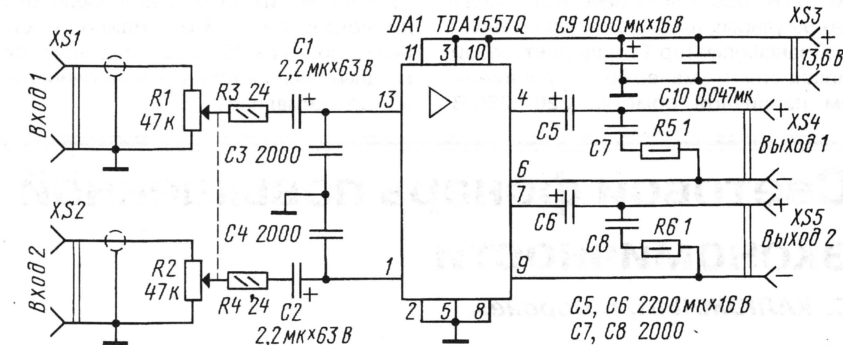 DA1 TDA1557Q
C9 1000 мк×16 В
XS3
XS1
C1
2,2 мк×63 В
11 3 10
+
+
13,6 В
−
Вход 1
R1
47 к
R3 24
+
13
4
+
C5
C10 0,047 мк
+
XS4
Выход 1
C7
R5 1
C3 2000
6
−
7
+
C6
+
XS5
Выход 2
XS2
C4 2000
C8
R6 1
Вход 2
R2
47 к
R4 24
+
C2
2,2 мк×63 В
1
9
−
2 5 8
C5, C6 2200 мк×16 В
C7, C8 2000